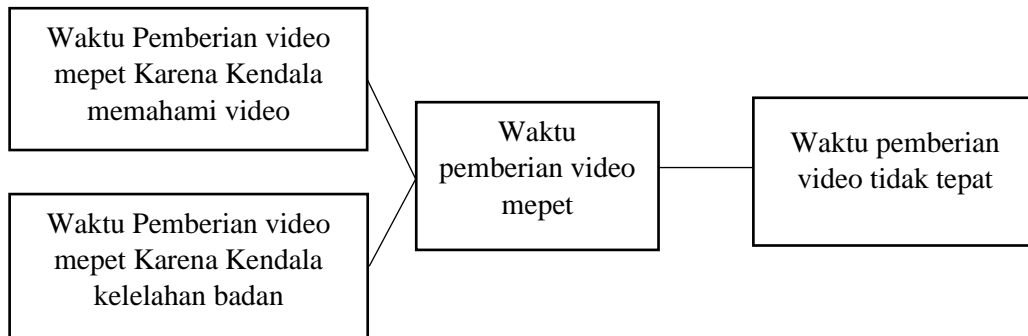 Waktu Pemberian video
mepet Karena Kendala
memahami video
Waktu Pemberian video
mepet Karena Kendala
kelelahan badan
Waktu
pemberian video
mepet
Waktu pemberian
video tidak tepat